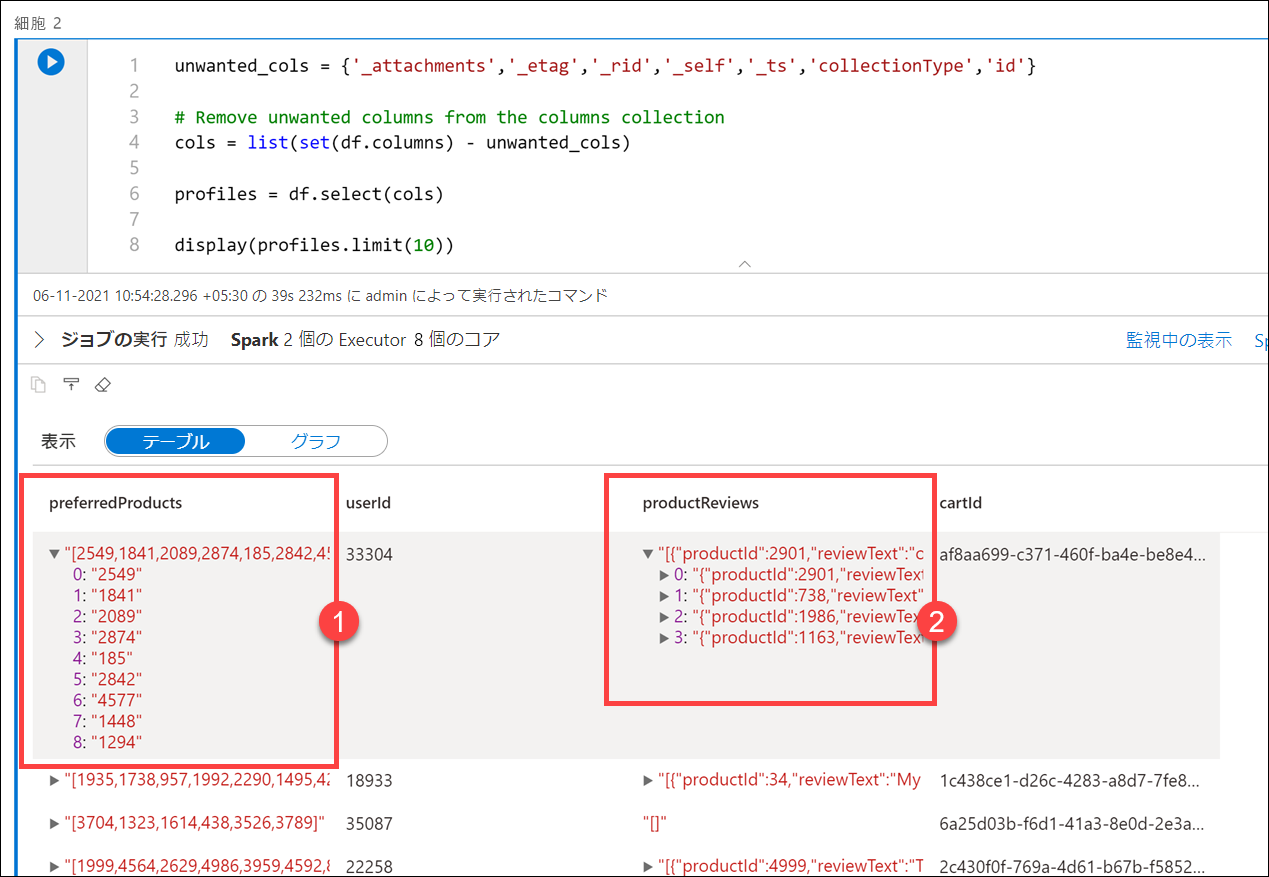 細胞 2
1 unwanted_cols = {'_attachments','_etag','_rid','_self','_ts','collectionType','id'}
2
3 # Remove unwanted columns from the columns collection
4 cols = list(set(df.columns) - unwanted_cols)
5
6 profiles = df.select(cols)
7
8 display(profiles.limit(10))
06-11-2021 10:54:28.296 +05:30 の 39s 232ms に admin によって実行されたコマンド
ジョブの実行 成功 Spark 2 個の Executor 8 個のコア 監視中の表示 Sp
表示 テーブル グラフ
preferredProducts userId productReviews cartId
"[2549,1841,2089,2874,185,2842,45 33304 "[{"productId":2901,"reviewText":"c af8aa699-c371-460f-ba4e-be8e4...
0: "2549" 0: "{"productId":2901,"reviewTex
1: "1841" 1: "{"productId":738,"reviewText"
2: "2089" 2: "{"productId":1986,"reviewTex
3: "2874" 3: "{"productId":1163,"reviewTex
1 2
4: "185"
5: "2842"
6: "4577"
7: "1448"
8: "1294"
"[1935,1738,957,1992,2290,1495,42 18933 "[{"productId":34,"reviewText":"My 1c438ce1-d26c-4283-a8d7-7fe8...
"[3704,1323,1614,438,3526,3789]" 35087 "[]" 6a25d03b-f6d1-41a3-8e0d-2e3a...
"[1999,4564,2629,4986,3959,4592,8 22258 "[{"productId":4999,"reviewText":"T 2c430f0f-769a-4d61-b67b-f5852...